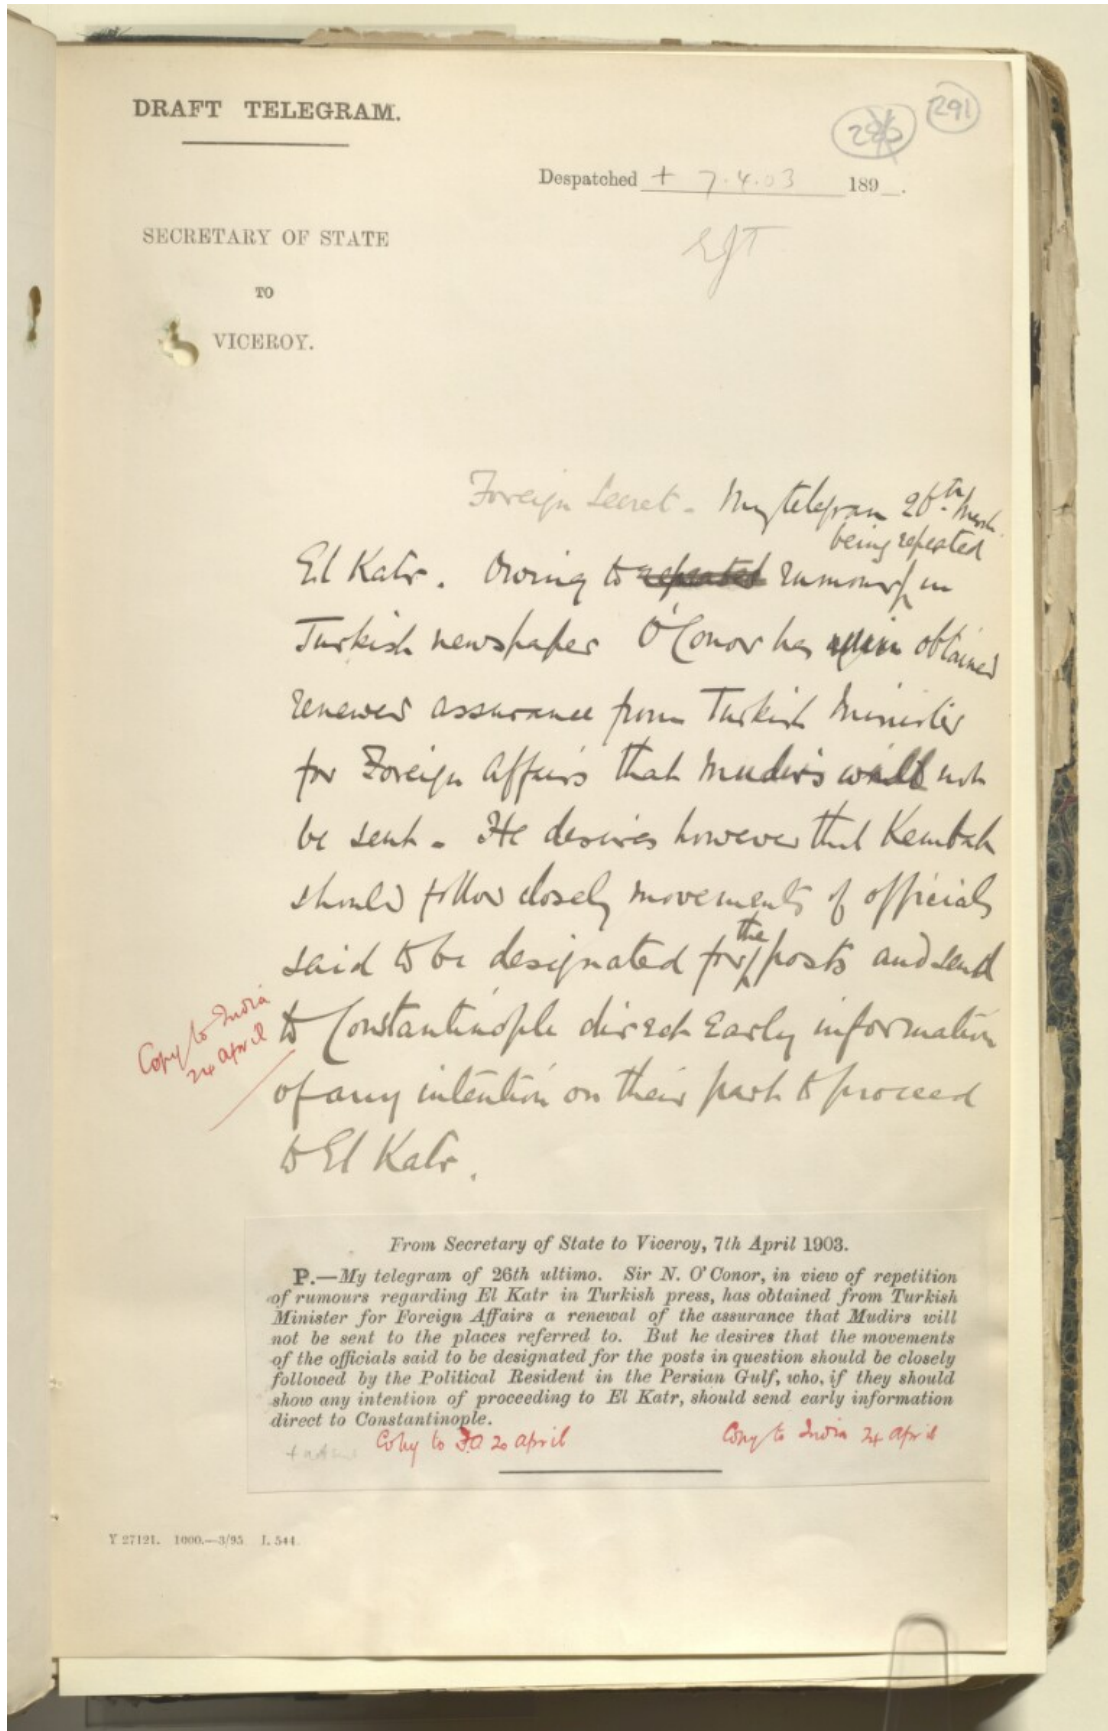 DRAFT TELEGRAM.
291
Despatched + 7.4.03 189 .
SECRETARY OF STATE
TO
VICEROY.
Foreign Secret. My telegram 26th. March.
being repeated
El Katr. Owing to repeated rumours in
Turkish newspaper O'Conor has again obtained
renewed assurance from Turkish Minister
for Foreign Affairs that Mudirs will not
be sent. He desires however that Kemball
should follow closely movements of officials
said to be designated for the posts and send
to Constantinople direct early information
of any intention on their part to proceed
to El Katr.
Copy to India
24 April
From Secretary of State to Viceroy, 7th April 1903.
P.—My telegram of 26th ultimo. Sir N. O'Conor, in view of repetition
of rumours regarding El Katr in Turkish press, has obtained from Turkish
Minister for Foreign Affairs a renewal of the assurance that Mudirs will
not be sent to the places referred to. But he desires that the movements
of the officials said to be designated for the posts in question should be closely
followed by the Political Resident in the Persian Gulf, who, if they should
show any intention of proceeding to El Katr, should send early information
direct to Constantinople.
Copy to FO 20 April
Copy to India 24 April
Y 27121. 1000.—3/95. I. 544.